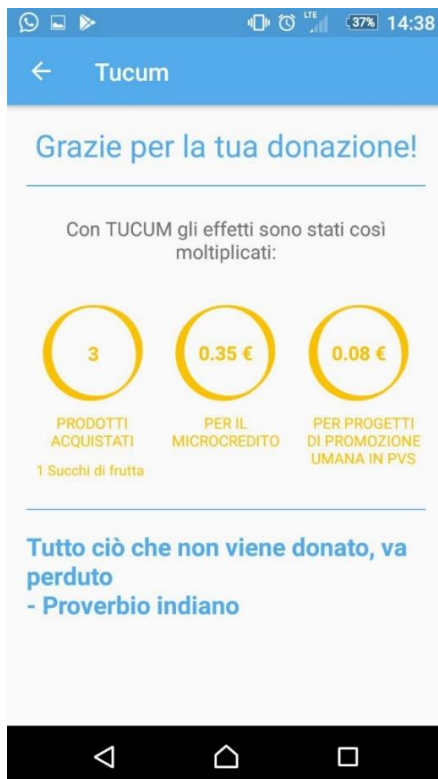 LTE
37% 14:38
Tucum
Grazie per la tua donazione!
Con TUCUM gli effetti sono stati così
moltiplicati:
3
0.35 €
0.08 €
PRODOTTI
ACQUISTATI
1 Succhi di frutta
PER IL
MICROCREDITO
PER PROGETTI
DI PROMOZIONE
UMANA IN PVS
Tutto ciò che non viene donato, va
perduto
- Proverbio indiano